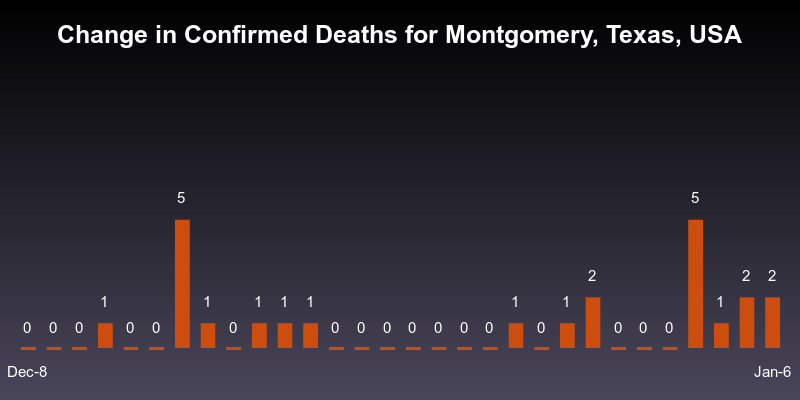 Change in Confirmed Deaths for Montgomery, Texas, USA
0 0 0 1 0 0 5 1 0 1 1 1 0 0 0 0 0 0 0 1 0 1 2 0 0 0 5 1 2 2
Dec-8 Jan-6